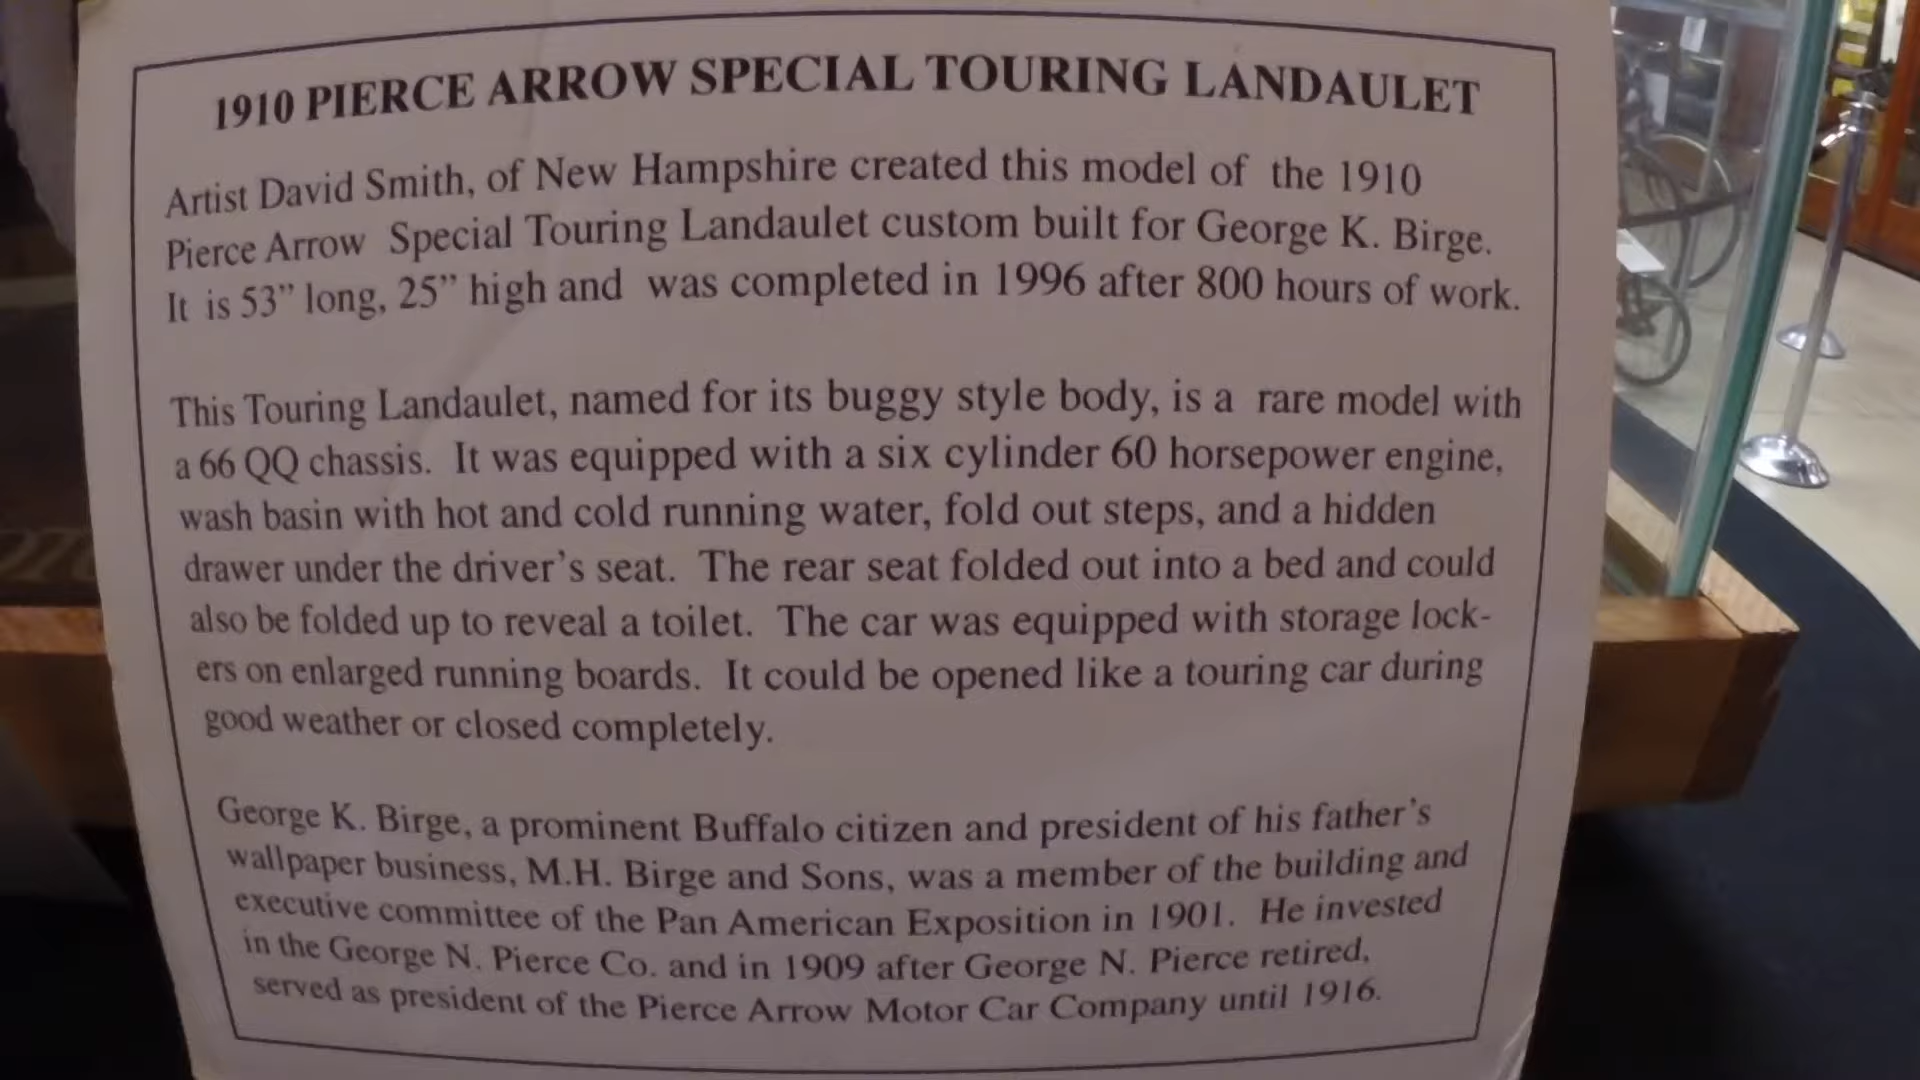 1910 PIERCE ARROW SPECIAL TOURING LANDAULET
Artist David Smith, of New Hampshire created this model of the 1910
Pierce Arrow Special Touring Landaulet custom built for George K. Birge.
It is 53” long, 25” high and was completed in 1996 after 800 hours of work.
This Touring Landaulet, named for its buggy style body, is a rare model with
a 66 QQ chassis. It was equipped with a six cylinder 60 horsepower engine,
wash basin with hot and cold running water, fold out steps, and a hidden
drawer under the driver’s seat. The rear seat folded out into a bed and could
also be folded up to reveal a toilet. The car was equipped with storage lock-
ers on enlarged running boards. It could be opened like a touring car during
good weather or closed completely.
George K. Birge, a prominent Buffalo citizen and president of his father’s
wallpaper business, M.H. Birge and Sons, was a member of the building and
executive committee of the Pan American Exposition in 1901. He invested
in the George N. Pierce Co. and in 1909 after George N. Pierce retired,
served as president of the Pierce Arrow Motor Car Company until 1916.